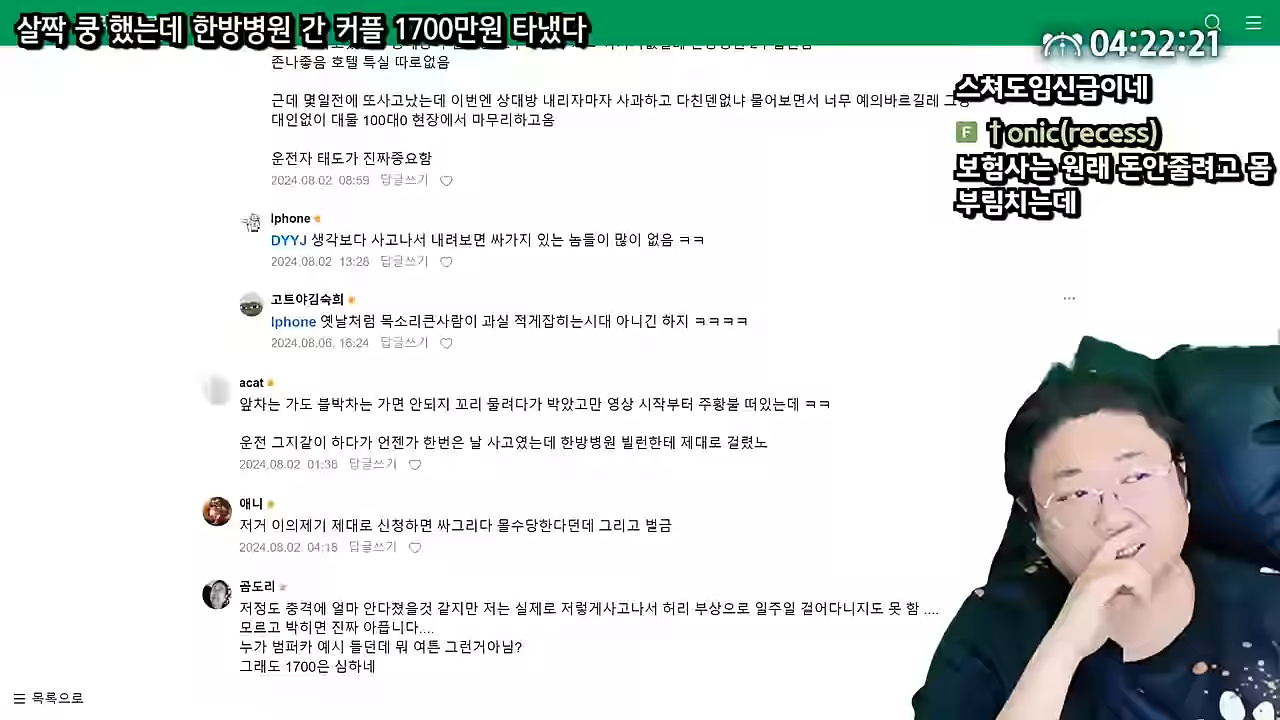 살짝 쿵 했는데 한방병원 간 커플 1700만원 타냈다
04:22:21
존나좋음 호텔 특실 따로없음
스쳐도임신급이네
근데 몇일전에 또사고났는데 이번엔 상대방 내리자마자 사과하고 다친덴없냐 물어보면서 너무 예의바르길레 그냥
대인없이 대물 100대0 현장에서 마무리하고옴
F †onic(recess)
보험사는 원래 돈안줄려고 몸
부림치는데
운전자 태도가 진짜중요함
2024.08.02. 08:59 답글쓰기
Iphone
DYYJ 생각보다 사고나서 내려보면 싸가지 있는 놈들이 많이 없음 ㅋㅋ
2024.08.02. 13:28 답글쓰기
고트야김숙희
Iphone 옛날처럼 목소리큰사람이 과실 적게잡히는시대 아니긴 하지 ㅋㅋㅋㅋ
2024.08.06. 16:24 답글쓰기
acat
앞차는 가도 블박차는 가면 안되지 꼬리 물려다가 박았고만 영상 시작부터 주황불 떠있는데 ㅋㅋ
운전 그지같이 하다가 언젠가 한번은 날 사고였는데 한방병원 빌런한테 제대로 걸렸노
2024.08.02. 01:36 답글쓰기
애니
저거 이의제기 제대로 신청하면 싸그리다 몰수당한다던데 그리고 벌금
2024.08.02. 04:18 답글쓰기
곰도리
저정도 충격에 얼마 안다쳤을것 같지만 저는 실제로 저렇게사고나서 허리 부상으로 일주일 걸어다니지도 못 함 ....
모르고 박히면 진짜 아픕니다....
누가 범퍼카 예시 들던데 뭐 여튼 그런거아님?
그래도 1700은 심하네
목록으로